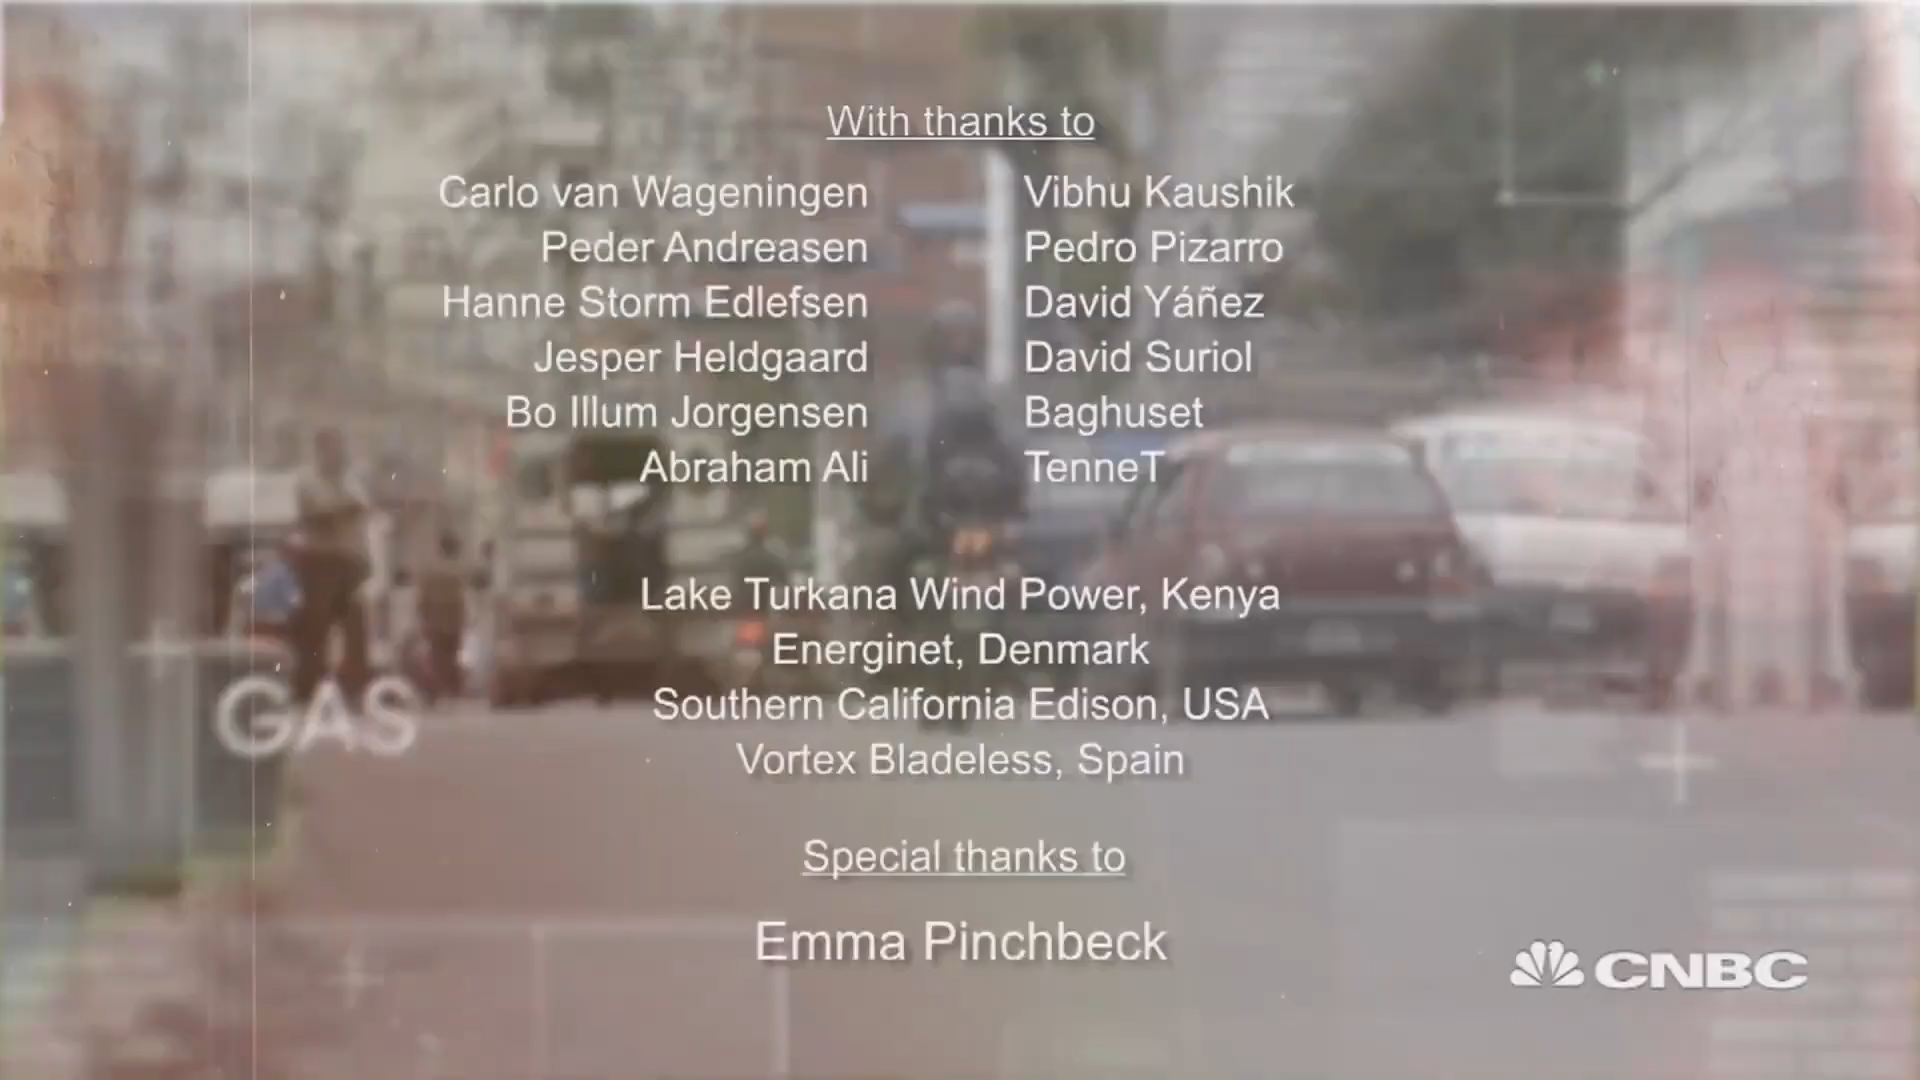 With thanks to
Carlo van Wageningen
Peder Andreasen
Hanne Storm Edlefsen
Jesper Heldgaard
Bo Illum Jorgensen
Abraham Ali
Vibhu Kaushik
Pedro Pizarro
David Yáñez
David Suriol
Baghuset
TenneT
Lake Turkana Wind Power, Kenya
Energinet, Denmark
Southern California Edison, USA
Vortex Bladeless, Spain
GAS
Special thanks to
Emma Pinchbeck
CNBC